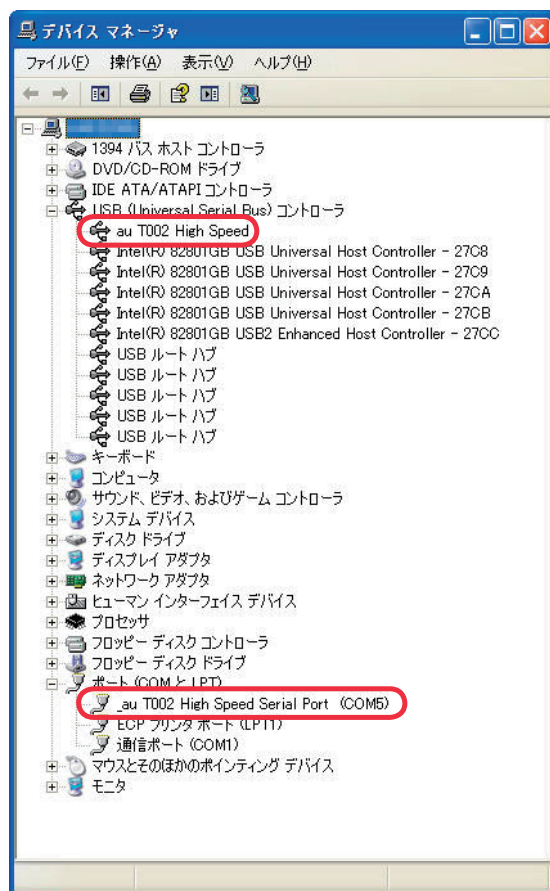 デバイス マネージャ
ファイル(F) 操作(A) 表示(V) ヘルプ(H)
1394 バス ホスト コントローラ
DVD/CD-ROM ドライブ
IDE ATA/ATAPI コントローラ
USB (Universal Serial Bus) コントローラ
au T002 High Speed
Intel(R) 82801GB USB Universal Host Controller - 27C8
Intel(R) 82801GB USB Universal Host Controller - 27C9
Intel(R) 82801GB USB Universal Host Controller - 27CA
Intel(R) 82801GB USB Universal Host Controller - 27CB
Intel(R) 82801GB USB2 Enhanced Host Controller - 27CC
USB ルート ハブ
USB ルート ハブ
USB ルート ハブ
USB ルート ハブ
USB ルート ハブ
キーボード
コンピュータ
サウンド、ビデオ、およびゲーム コントローラ
システム デバイス
ディスク ドライブ
ディスプレイ アダプタ
ネットワーク アダプタ
ヒューマン インターフェイス デバイス
プロセッサ
フロッピー ディスク コントローラ
フロッピー ディスク ドライブ
ポート (COM と LPT)
_au T002 High Speed Serial Port (COM5)
ECP プリンタ ポート (LPT1)
通信ポート (COM1)
マウスとそのほかのポインティング デバイス
モニタ